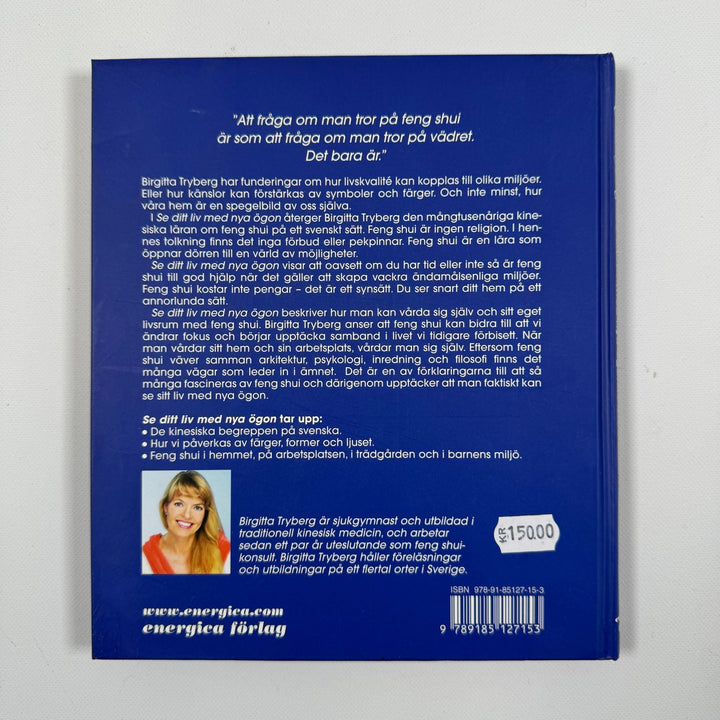 "Att fråga om man tror på feng shui
är som att fråga om man tror på vädret.
Det bara är."
Birgitta Tryberg har funderingar om hur livskvalité kan kopplas till olika miljöer.
Eller hur känslor kan förstärkas av symboler och färger. Och inte minst, hur
våra hem är en spegelbild av oss själva.
I Se ditt liv med nya ögon återger Birgitta Tryberg den mångtusenåriga kine-
siska läran om feng shui på ett svenskt sätt. Feng shui är ingen religion. I hen-
nes tolkning finns det inga förbud eller pekpinnar. Feng shui är en lära som
öppnar dörren till en värld av möjligheter.
Se ditt liv med nya ögon visar att oavsett om du har tid eller inte så är feng
shui till god hjälp när det gäller att skapa vackra ändamålsenliga miljöer.
Feng shui kostar inte pengar – det är ett synsätt. Du ser snart ditt hem på ett
annorlunda sätt.
Se ditt liv med nya ögon beskriver hur man kan vårda sig själv och sitt eget
livsrum med feng shui. Birgitta Tryberg anser att feng shui kan bidra till att vi
ändrar fokus och börjar upptäcka samband i livet vi tidigare förbisett. När
man vårdar sitt hem och sin arbetsplats, vårdar man sig själv. Eftersom feng
shui väver samman arkitektur, psykologi, inredning och filosofi finns det
många vägar som leder in i ämnet. Det är en av förklaringarna till att så
många fascineras av feng shui och därigenom upptäcker att man faktiskt kan
se sitt liv med nya ögon.
Se ditt liv med nya ögon tar upp:
• De kinesiska begreppen på svenska.
• Hur vi påverkas av färger, former och ljuset.
• Feng shui i hemmet, på arbetsplatsen, i trädgården och i barnens miljö.
Birgitta Tryberg är sjukgymnast och utbildad i
traditionell kinesisk medicin, och arbetar
sedan ett par år uteslutande som feng shui-
konsult. Birgitta Tryberg håller föreläsningar
och utbildningar på ett flertal orter i Sverige.
KR 150.00
ISBN 978-91-85127-15-3
9 789185 127153
www.energica.com
energica förlag